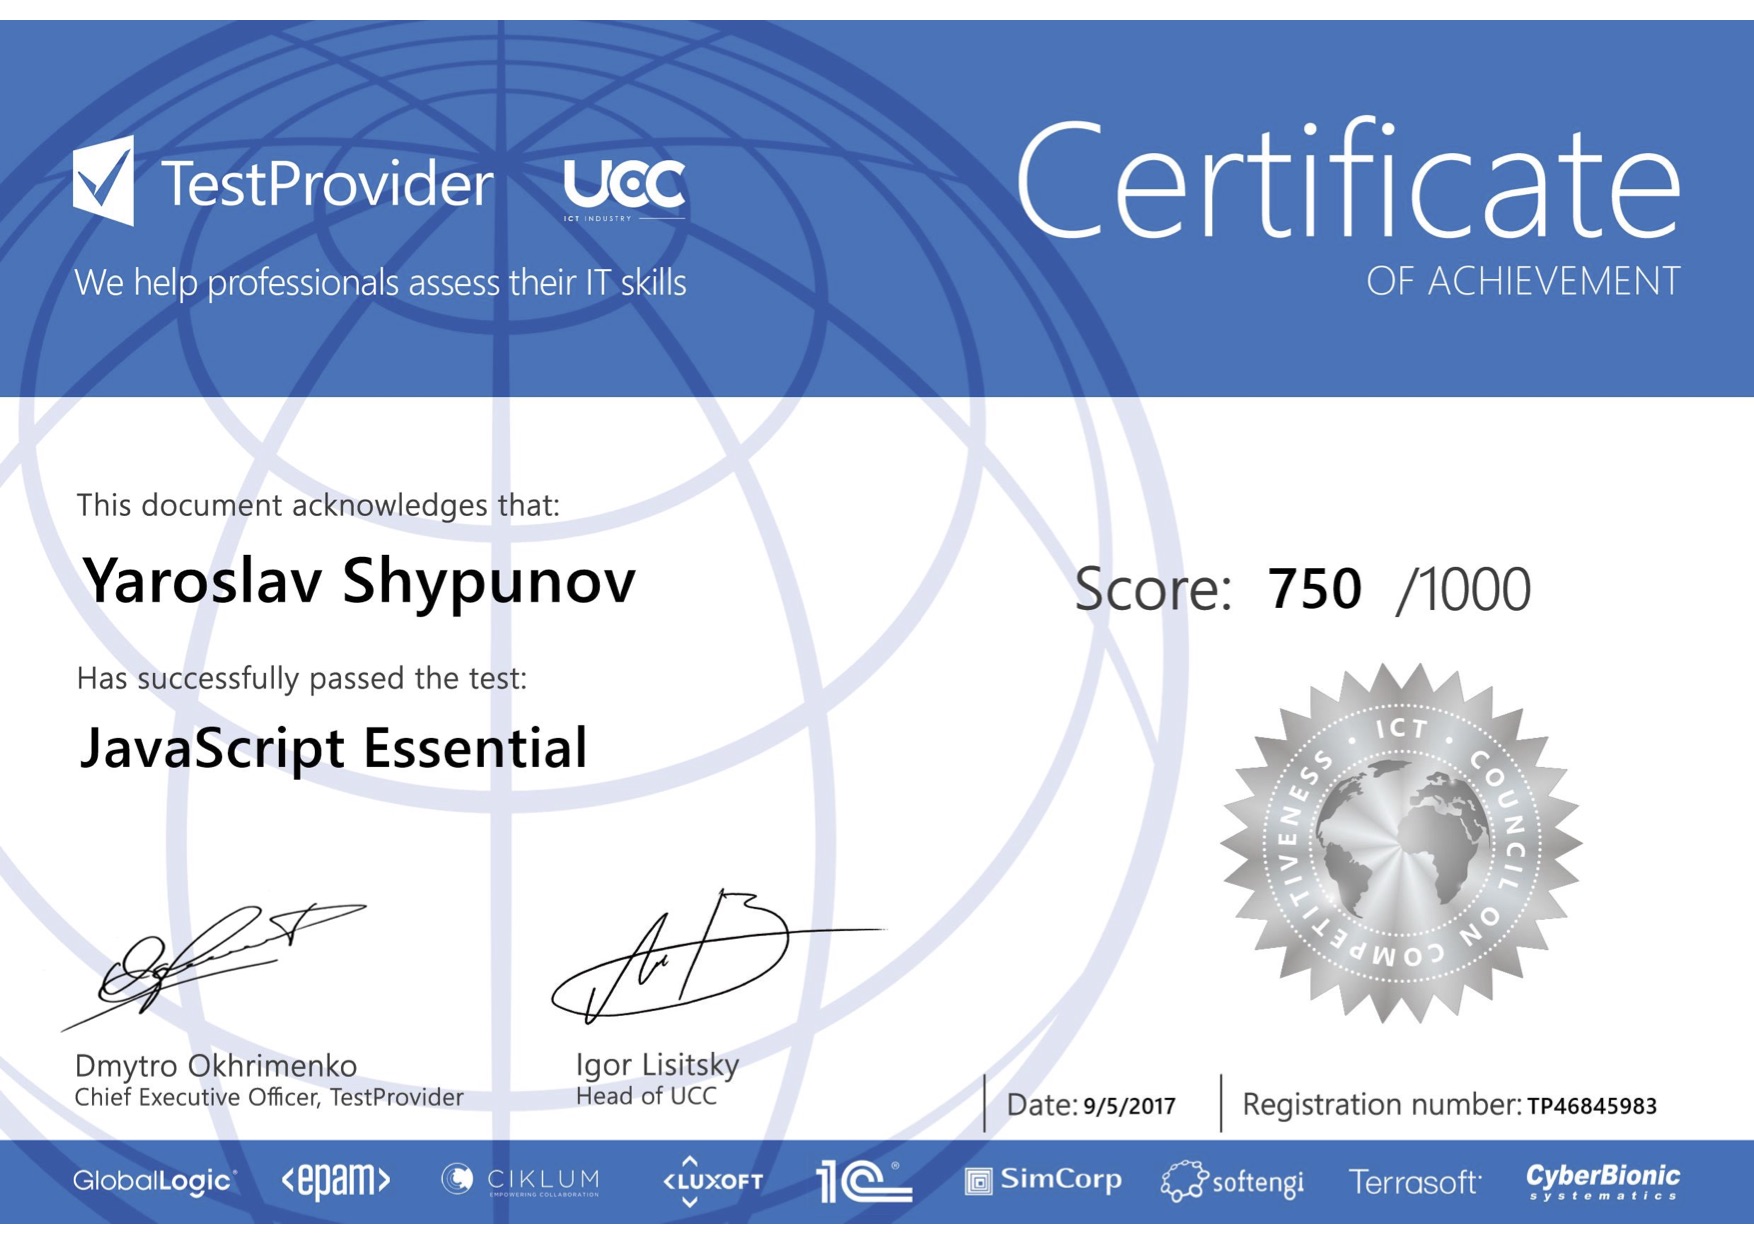 TestProvider
UCC
ICT INDUSTRY
We help professionals assess their IT skills
Certificate
OF ACHIEVEMENT
This document acknowledges that:
Yaroslav Shypunov
Score: 750 /1000
Has successfully passed the test:
JavaScript Essential
ICT • COUNCIL ON COMPETITIVENESS •
Dmytro Okhrimenko
Chief Executive Officer, TestProvider
Igor Lisitsky
Head of UCC
Date: 9/5/2017
Registration number: TP46845983
GlobalLogic®
<epam>
CIKLUM
EMPOWERING COLLABORATION
<LUXOFT
1C®
SimCorp
softengi
Terrasoft
CyberBionic
systematics